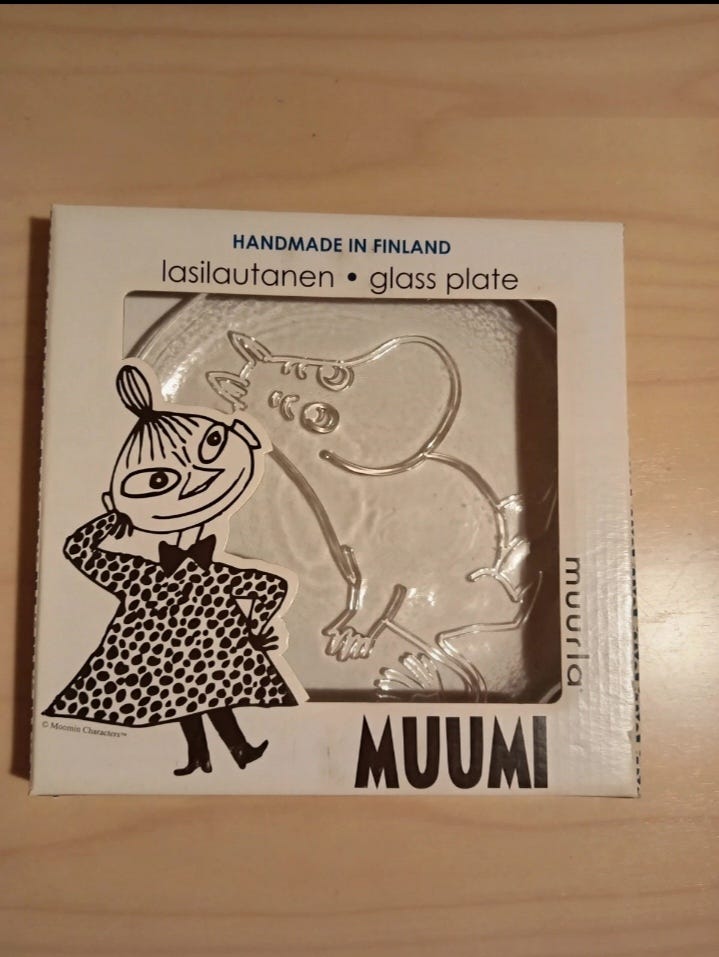 HANDMADE IN FINLAND
lasilautanen • glass plate
muurla
© Moomin Characters™
MUUMI